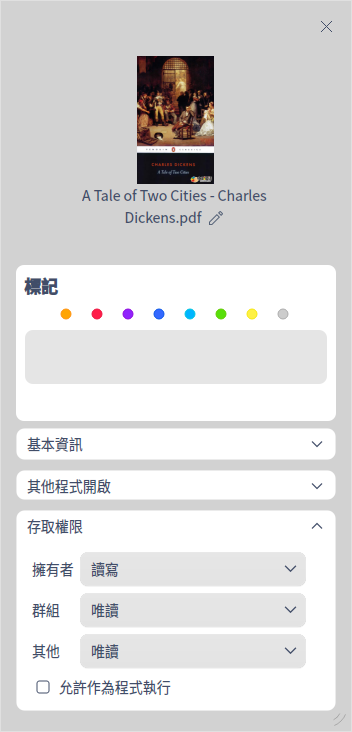 PENGUIN CLASSICS
CHARLES DICKENS
A Tale of Two Cities
A Tale of Two Cities - Charles
Dickens.pdf
標記
基本資訊
其他程式開啟
存取權限
擁有者 讀寫
群組 唯讀
其他 唯讀
允許作為程式執行